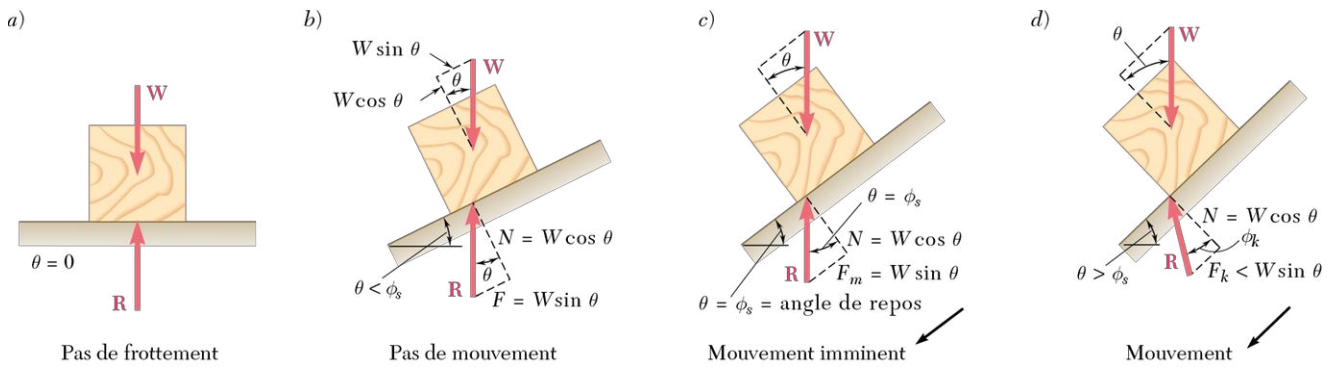 a)
W
θ = 0
R
Pas de frottement
b)
W sin θ
W
θ
W cos θ
N = W cos θ
θ < ϕs
R
θ
F = W sin θ
Pas de mouvement
c)
W
θ
θ = ϕs
N = W cos θ
R
Fm = W sin θ
θ = ϕs = angle de repos
Mouvement imminent
d)
θ
W
N = W cos θ
ϕk
θ > ϕs
R
Fk < W sin θ
Mouvement